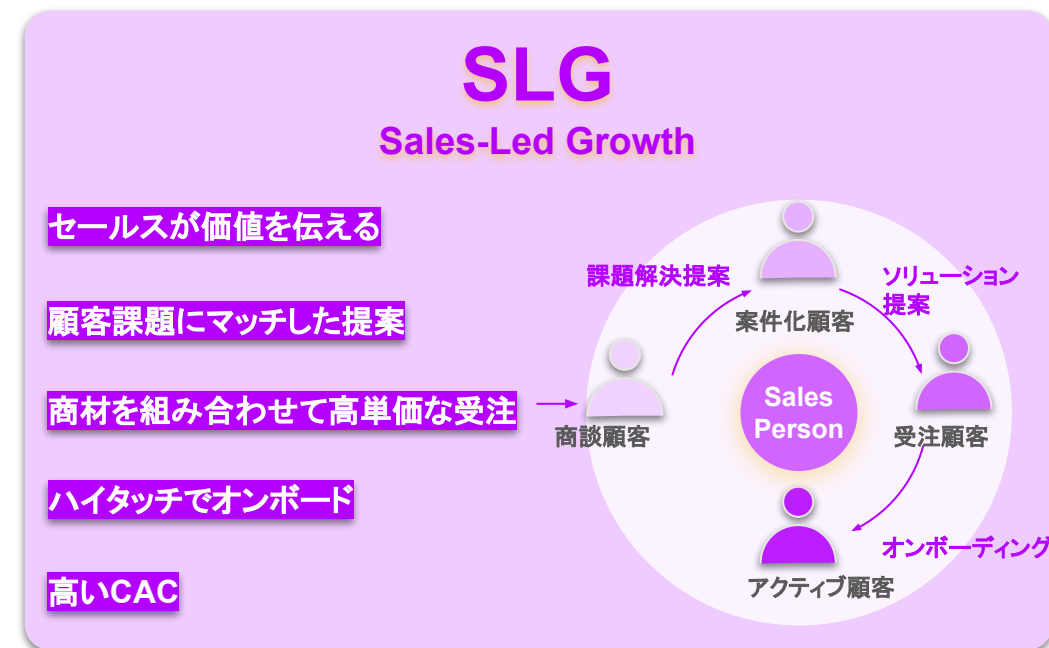 SLG
Sales-Led Growth
セールスが価値を伝える
顧客課題にマッチした提案
商材を組み合わせて高単価な受注
ハイタッチでオンボード
高いCAC
課題解決提案
ソリューション
提案
案件化顧客
Sales
Person
商談顧客
受注顧客
オンボーディング
アクティブ顧客